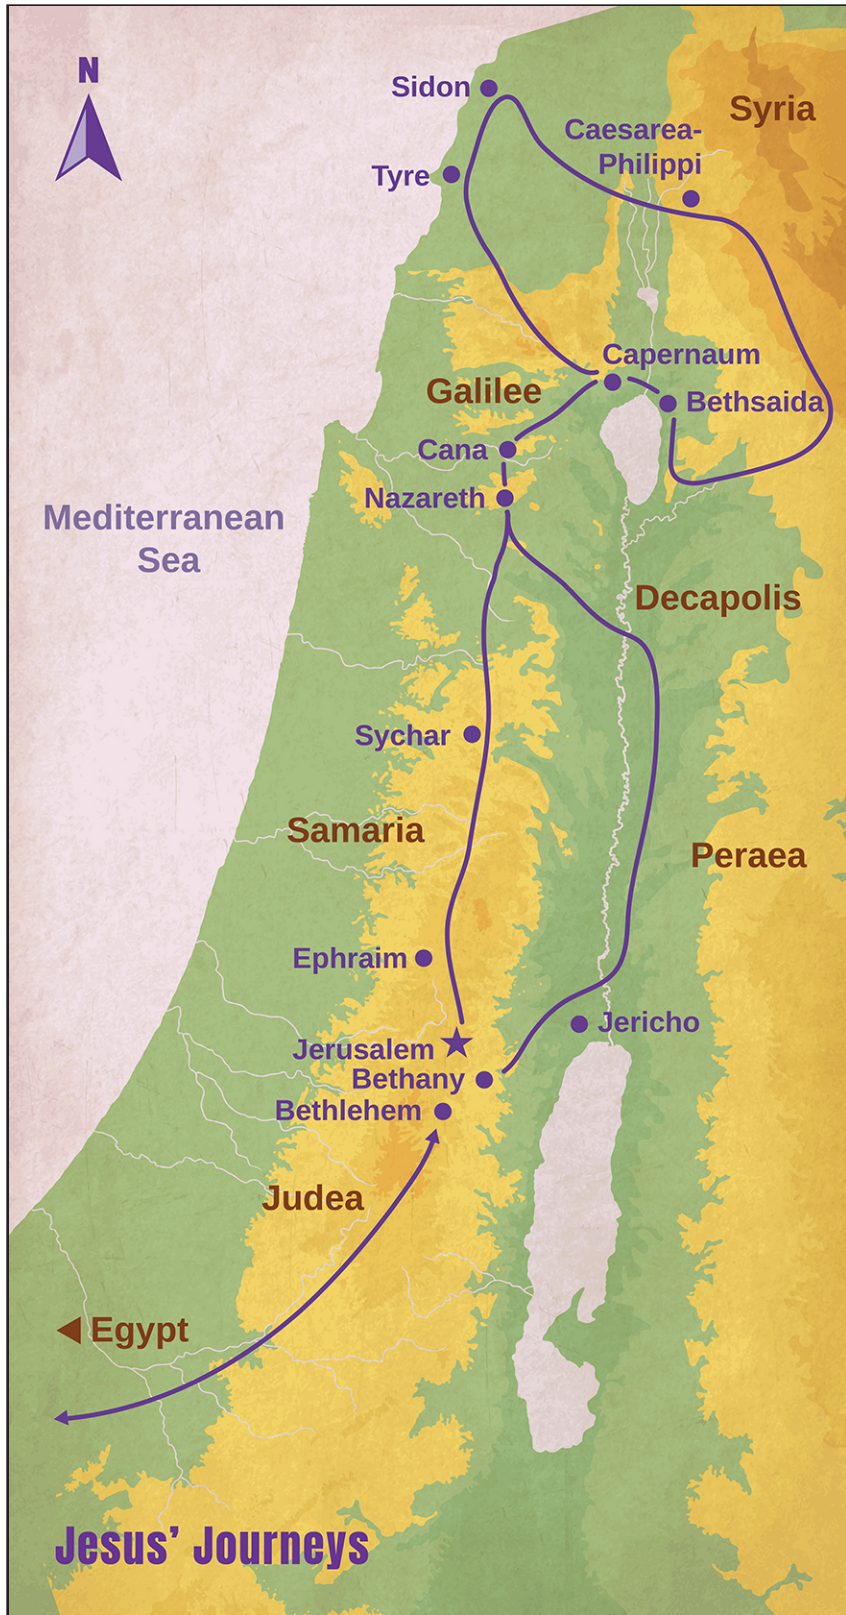 N
Sidon
Syria
Caesarea-
Philippi
Tyre
Capernaum
Galilee
Bethsaida
Cana
Nazareth
Mediterranean
Sea
Decapolis
Sychar
Samaria
Peraea
Ephraim
Jericho
Jerusalem
Bethany
Bethlehem
Judea
Egypt
Jesus’ Journeys